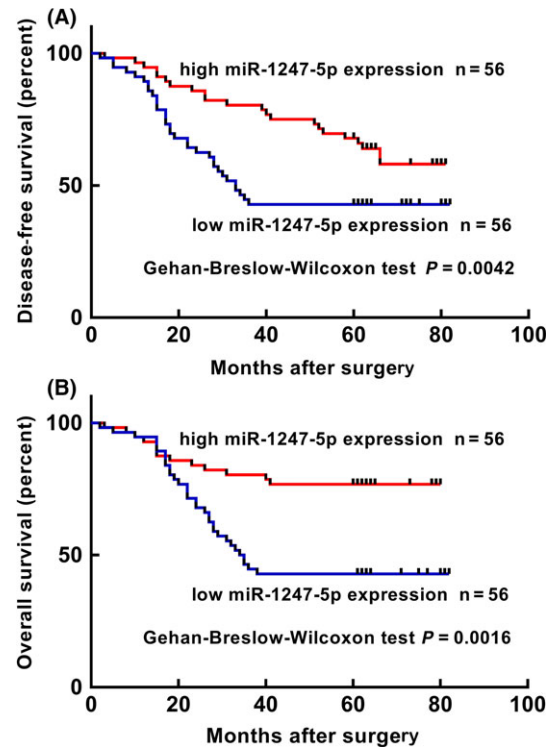 (A)
Disease-free survival (percent)
100
50
0
high miR-1247-5p expression n = 56
low miR-1247-5p expression n = 56
Gehan-Breslow-Wilcoxon test P = 0.0042
0 20 40 60 80 100
Months after surgery
(B)
Overall survival (percent)
100
50
0
high miR-1247-5p expression n = 56
low miR-1247-5p expression n = 56
Gehan-Breslow-Wilcoxon test P = 0.0016
0 20 40 60 80 100
Months after surgery